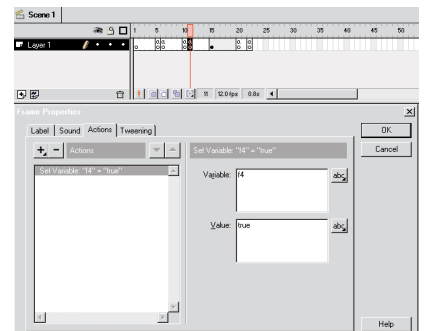 Scene 1
1 5 10 15 20 25 30 35 40 45 50
Layer 1
11 12.0 fps 0.8s
Frame Properties
Label Sound Actions Tweening
OK
+ - Actions
Set Variable: "f4" = "true"
Cancel
Set Variable: "f4" = "true"
Variable: f4 abc
Value: true abc
Help